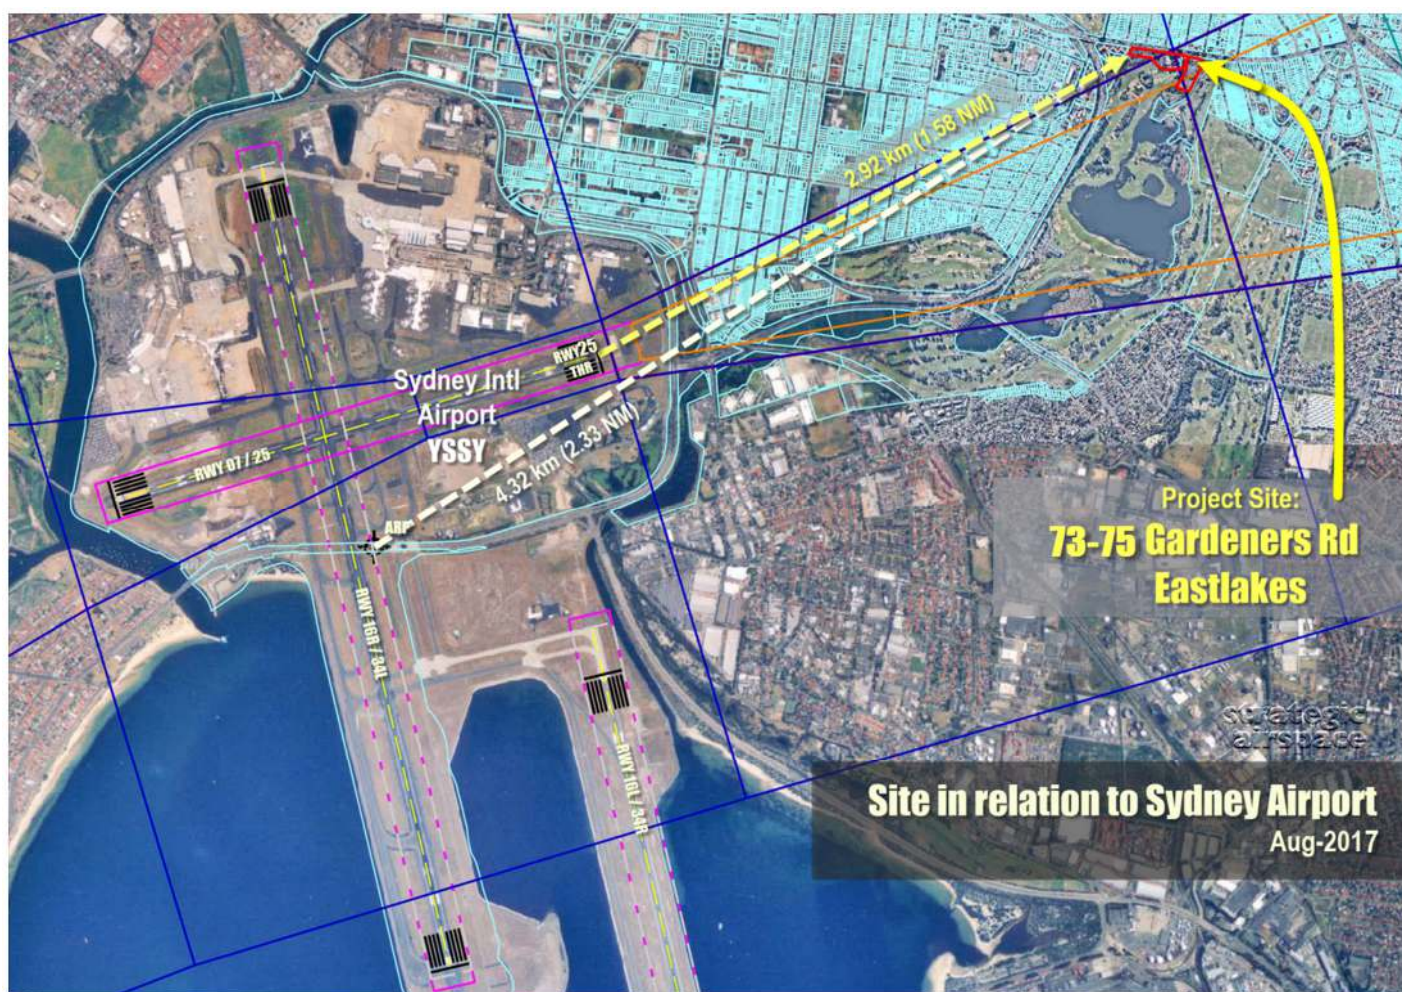 2.92 km (1.58 NM)
RWY25
THR
Sydney Intl
Airport
YSSY
RWY 07 / 25
4.32 km (2.33 NM)
ARP
Project Site:
73-75 Gardeners Rd
Eastlakes
RWY 16R / 34L
RWY 16L / 34R
strategic
airspace
Site in relation to Sydney Airport
Aug-2017